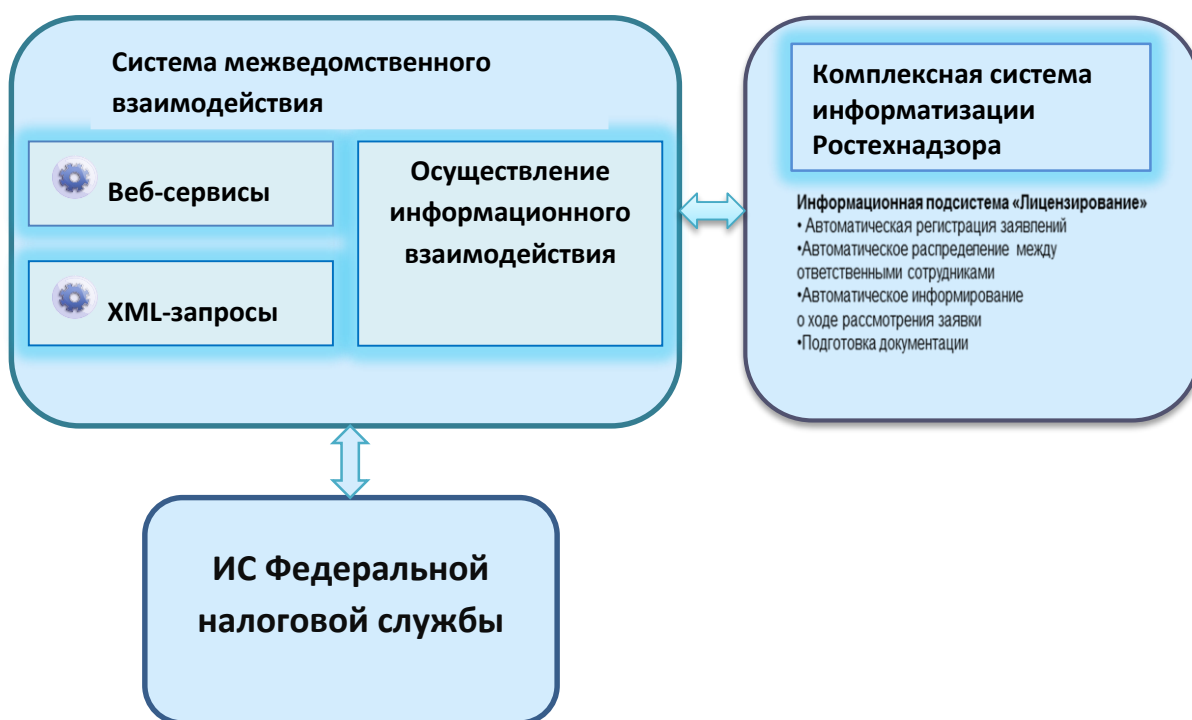 Система межведомственного
взаимодействия
Веб-сервисы
XML-запросы
Осуществление
информационного
взаимодействия
Комплексная система
информатизации
Ростехнадзора
Информационная подсистема «Лицензирование»
• Автоматическая регистрация заявлений
•Автоматическое распределение между
ответственными сотрудниками
•Автоматическое информирование
о ходе рассмотрения заявки
•Подготовка документации
ИС Федеральной
налоговой службы